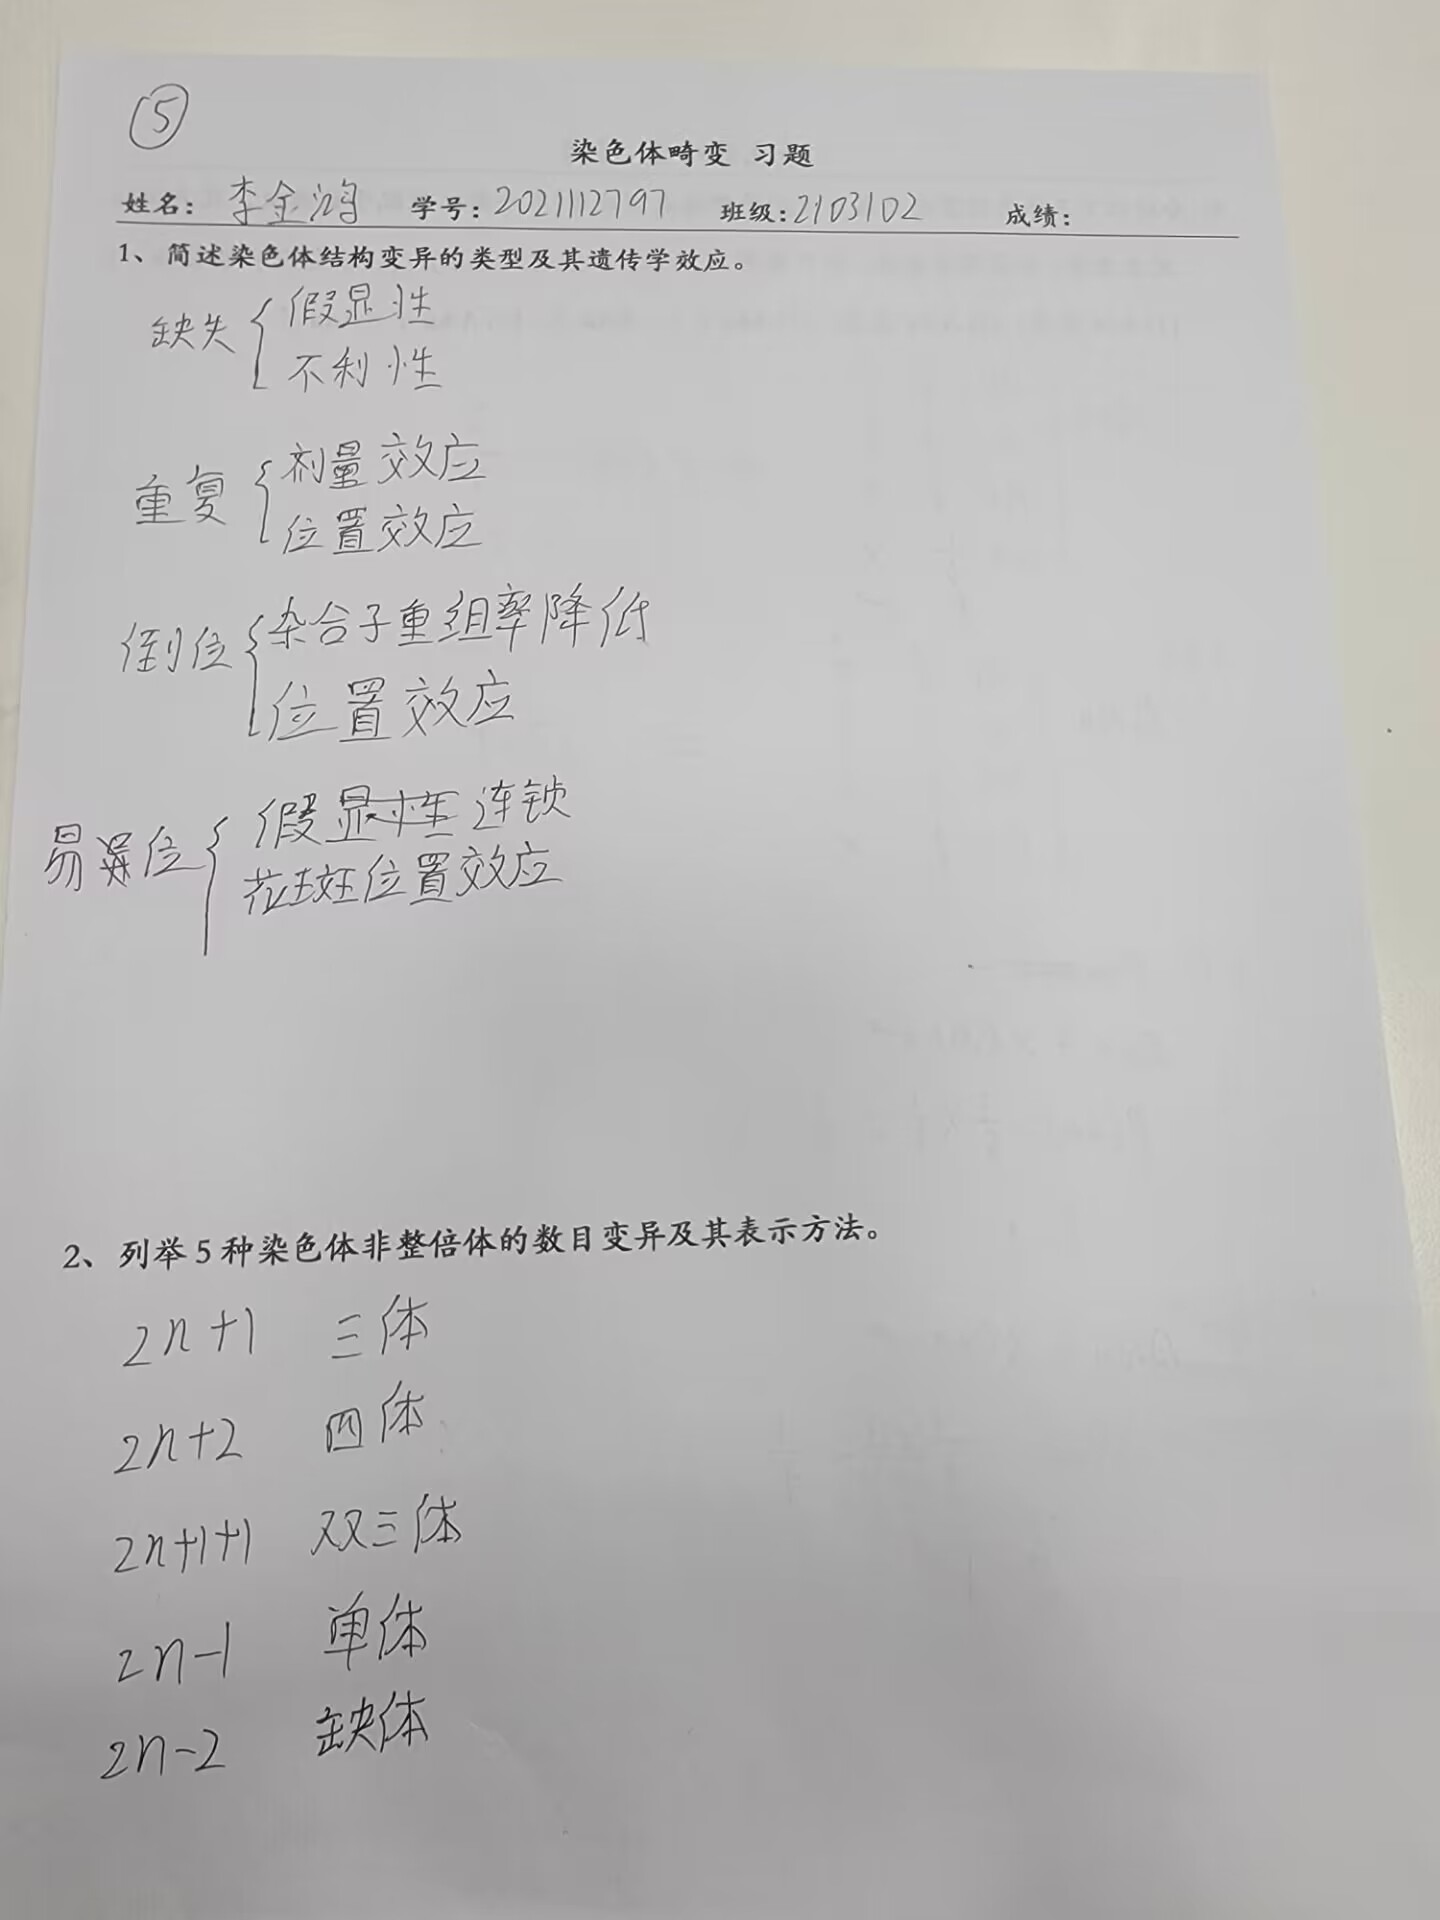 ⑤
染色体畸变 习题
姓名：李金鸿 学号：2021112797 班级：2103102 成绩：
1、简述染色体结构变异的类型及其遗传学效应。
缺失 { 假显性
不利性
重复 { 剂量效应
位置效应
倒位 { 杂合子重组率降低
位置效应
易位 { 假连锁
花斑位置效应
2、列举5种染色体非整倍体的数目变异及其表示方法。
2n+1 三体
2n+2 四体
2n+1+1 双三体
2n-1 单体
2n-2 缺体